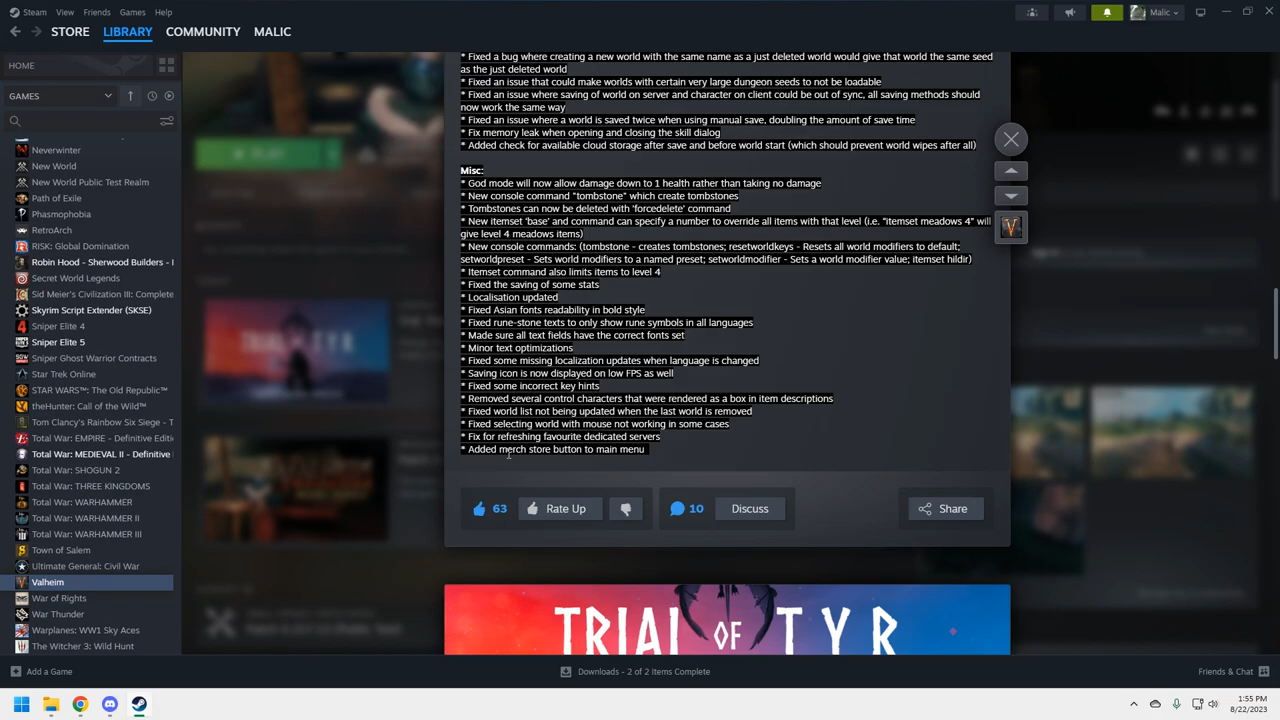 Steam View Friends Games Help
Malic
STORE LIBRARY COMMUNITY MALIC
HOME
GAMES
Neverwinter
New World
New World Public Test Realm
Path of Exile
Phasmophobia
RetroArch
RISK: Global Domination
Robin Hood - Sherwood Builders - 
Secret World Legends
Sid Meier's Civilization III: Complete
Skyrim Script Extender (SKSE)
Sniper Elite 4
Sniper Elite 5
Sniper Ghost Warrior Contracts
Star Trek Online
STAR WARS™: The Old Republic™
theHunter: Call of the Wild™
Tom Clancy's Rainbow Six Siege - T
Total War: EMPIRE - Definitive Editi
Total War: MEDIEVAL II - Definitive
Total War: SHOGUN 2
Total War: THREE KINGDOMS
Total War: WARHAMMER
Total War: WARHAMMER II
Total War: WARHAMMER III
Town of Salem
Ultimate General: Civil War
Valheim
War of Rights
War Thunder
Warplanes: WW1 Sky Aces
The Witcher 3: Wild Hunt
* Fixed a bug where creating a new world with the same name as a just deleted world would give that world the same seed
as the just deleted world
* Fixed an issue that could make worlds with certain very large dungeon seeds to not be loadable
* Fixed an issue where saving of world on server and character on client could be out of sync, all saving methods should
now work the same way
* Fixed an issue where a world is saved twice when using manual save, doubling the amount of save time
* Fix memory leak when opening and closing the skill dialog
* Added check for available cloud storage after save and before world start (which should prevent world wipes after all)
Misc:
* God mode will now allow damage down to 1 health rather than taking no damage
* New console command "tombstone" which create tombstones
* Tombstones can now be deleted with 'forcedelete' command
* New itemset 'base' and command can specify a number to override all items with that level (i.e. "itemset meadows 4" will
give level 4 meadows items)
* New console commands: (tombstone - creates tombstones; resetworldkeys - Resets all world modifiers to default;
setworldpreset - Sets world modifiers to a named preset; setworldmodifier - Sets a world modifier value; itemset hildir)
* Itemset command also limits items to level 4
* Fixed the saving of some stats
* Localisation updated
* Fixed Asian fonts readability in bold style
* Fixed rune-stone texts to only show rune symbols in all languages
* Made sure all text fields have the correct fonts set
* Minor text optimizations
* Fixed some missing localization updates when language is changed
* Saving icon is now displayed on low FPS as well
* Fixed some incorrect key hints
* Removed several control characters that were rendered as a box in item descriptions
* Fixed world list not being updated when the last world is removed
* Fixed selecting world with mouse not working in some cases
* Fix for refreshing favourite dedicated servers
* Added merch store button to main menu
63 Rate Up 10 Discuss Share
TRIAL OF TYR
Add a Game
Downloads - 2 of 2 Items Complete
Friends & Chat
1:55 PM
8/22/2023